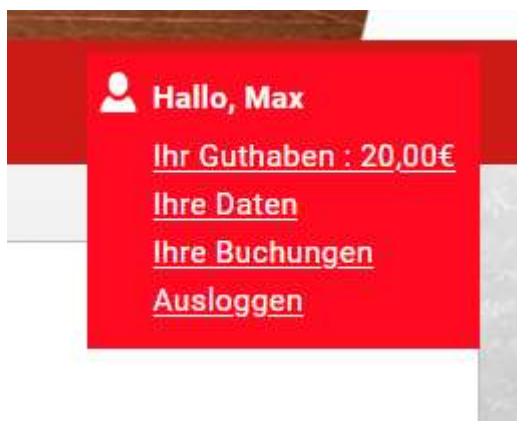 Hallo, Max
Ihr Guthaben : 20,00€
Ihre Daten
Ihre Buchungen
Ausloggen